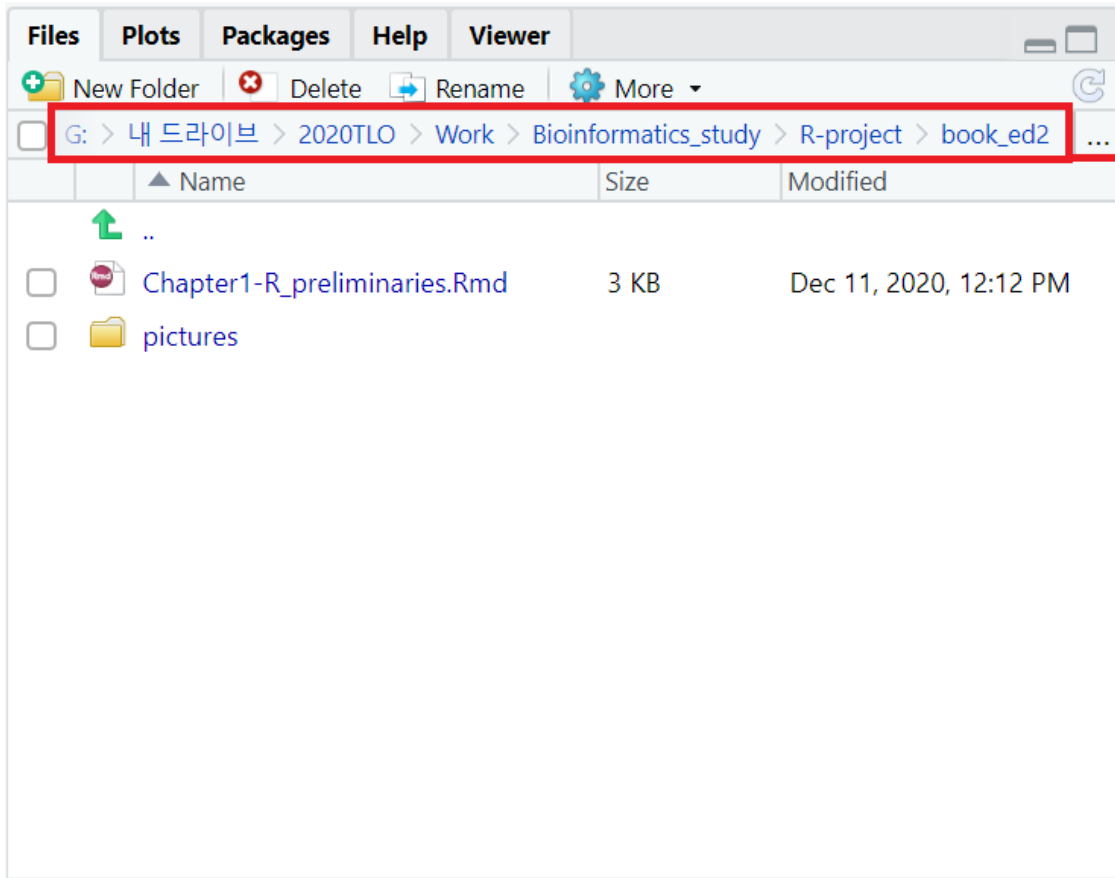 Files Plots Packages Help Viewer
New Folder Delete Rename More
G: > 내 드라이브 > 2020TLO > Work > Bioinformatics_study > R-project > book_ed2 ...
Name Size Modified
..
Rmd Chapter1-R_preliminaries.Rmd 3 KB Dec 11, 2020, 12:12 PM
pictures